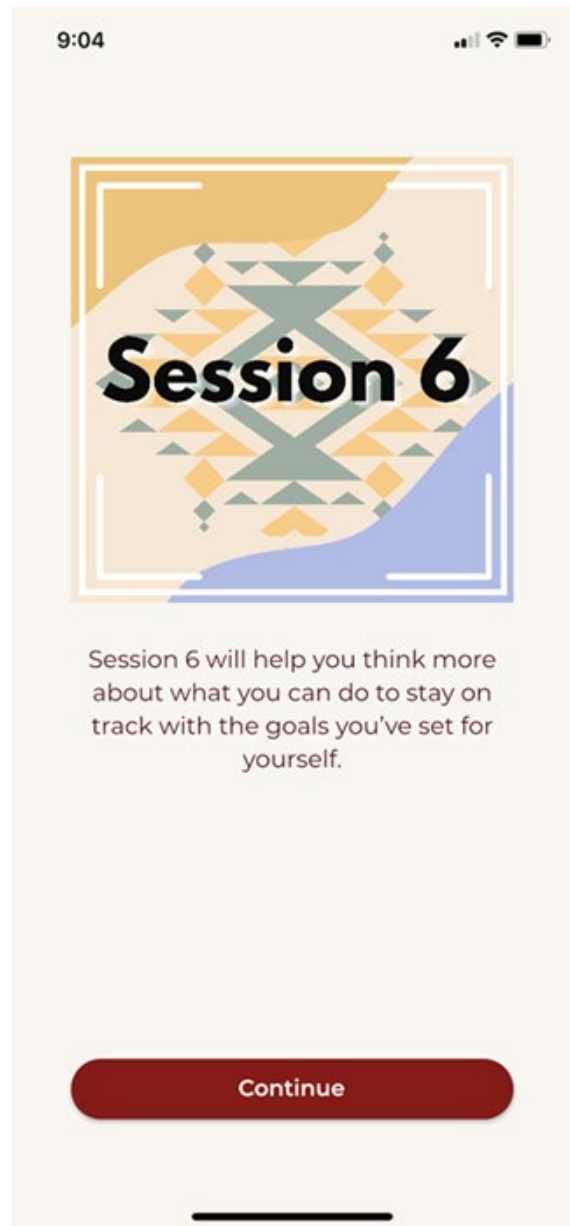 9:04
Session 6
Session 6 will help you think more
about what you can do to stay on
track with the goals you’ve set for
yourself.
Continue